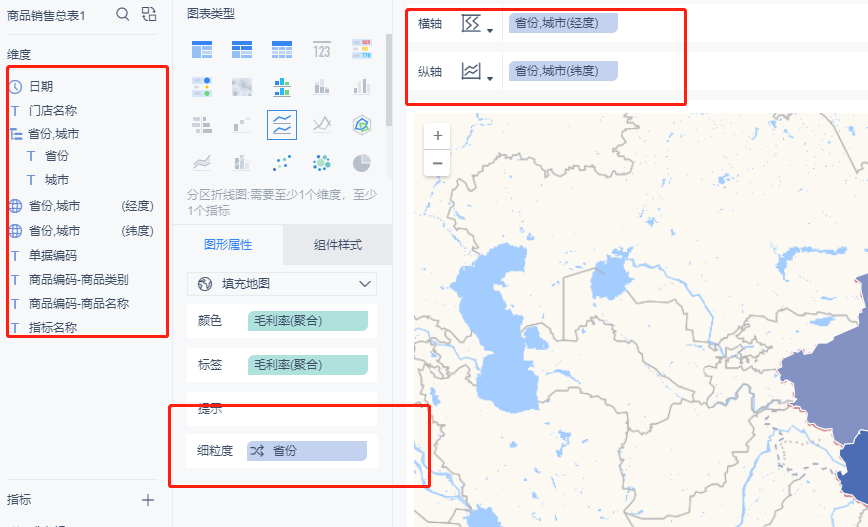 商品销售总表1
维度
日期
门店名称
省份,城市
省份
城市
省份,城市 (经度)
省份,城市 (纬度)
单据编码
商品编码-商品类别
商品编码-商品名称
指标名称
指标
图表类型
123
分区折线图:需要至少1个维度，至少
1个指标
图形属性 组件样式
填充地图
颜色 毛利率(聚合)
标签 毛利率(聚合)
提示
细粒度 省份
横轴 省份,城市(经度)
纵轴 省份,城市(纬度)
+
−